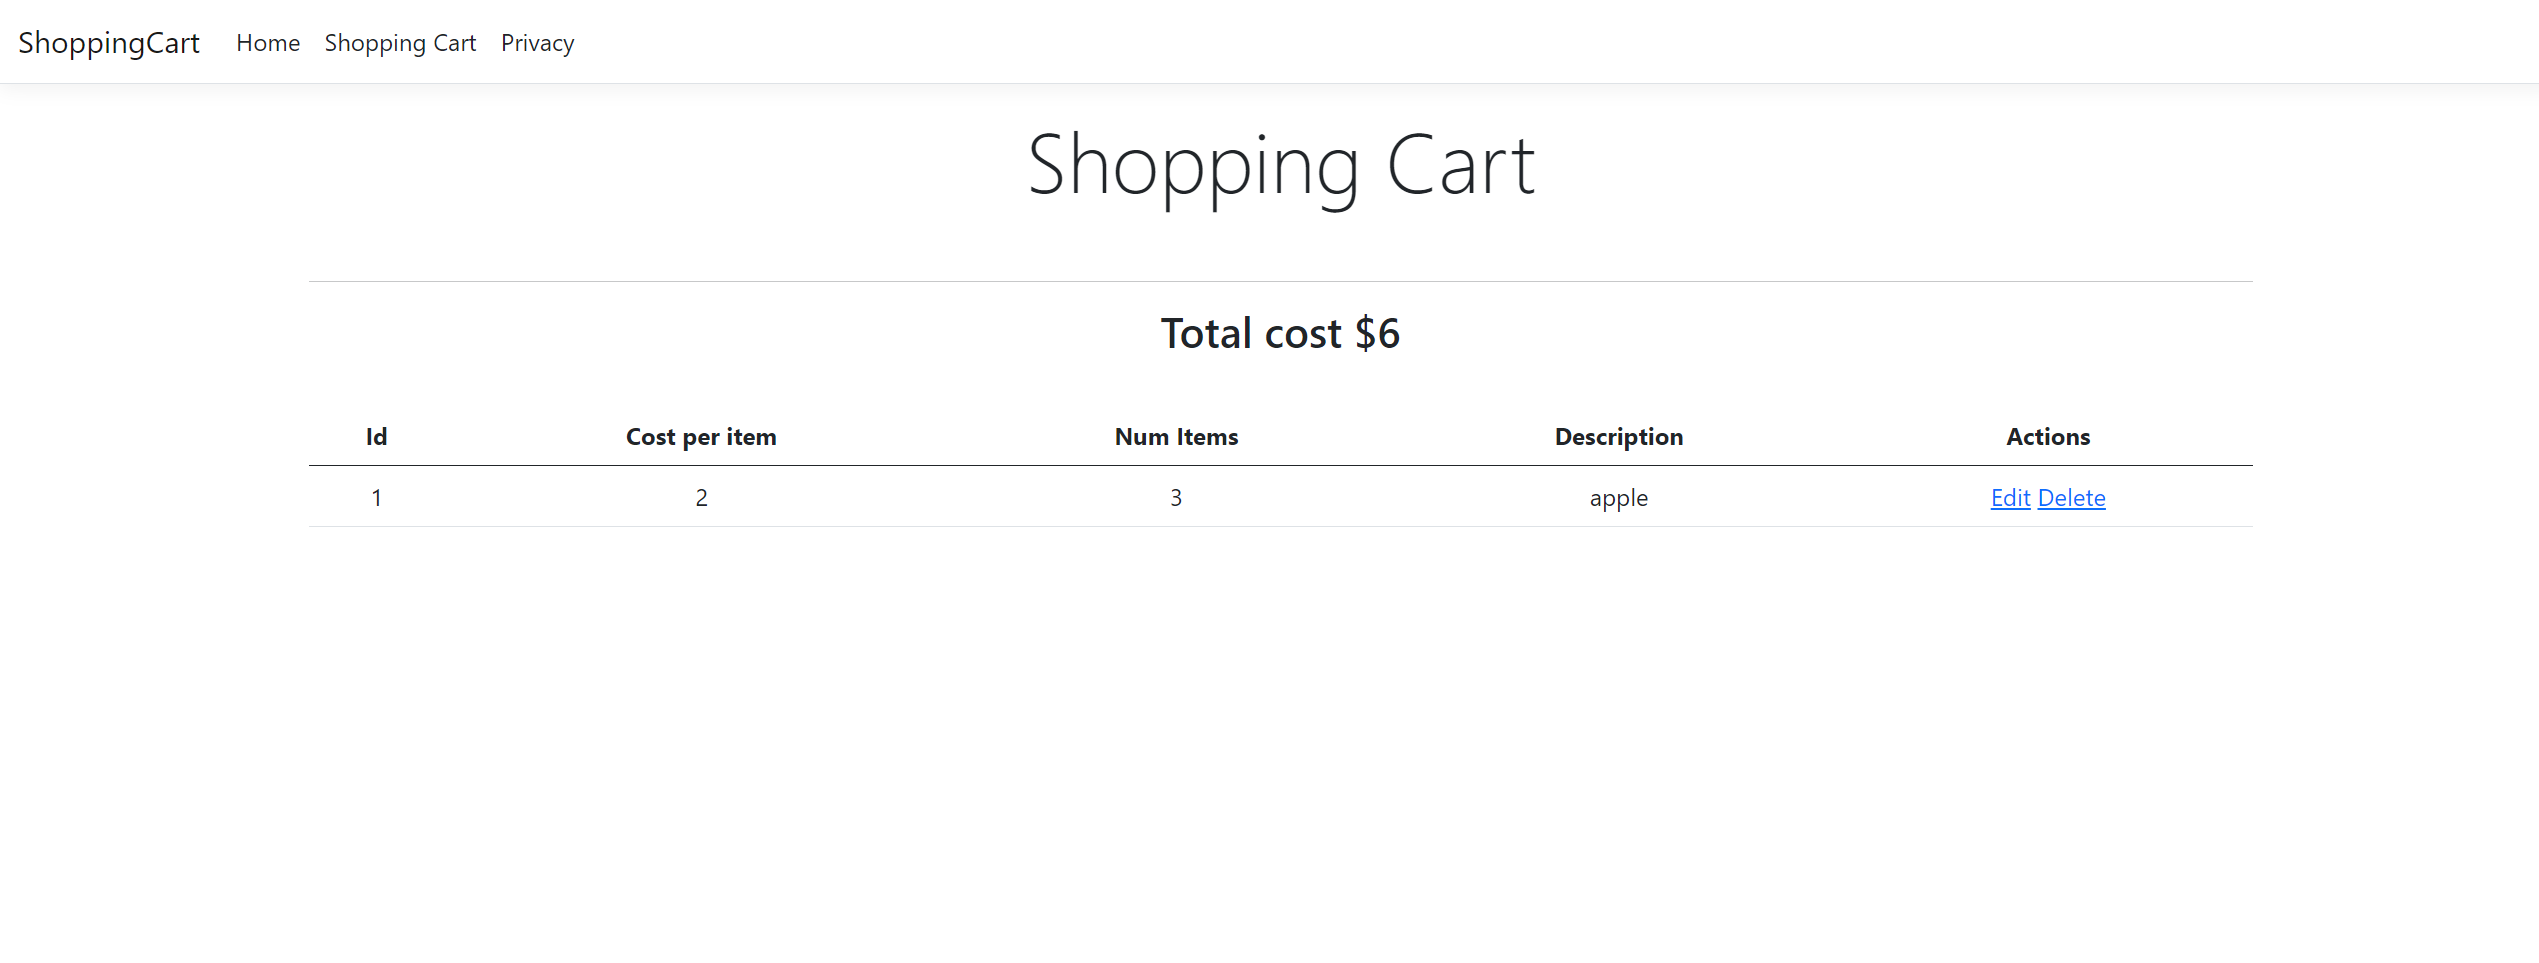 ShoppingCart Home Shopping Cart Privacy
Shopping Cart
Total cost $6
Id Cost per item Num Items Description Actions
1 2 3 apple Edit Delete